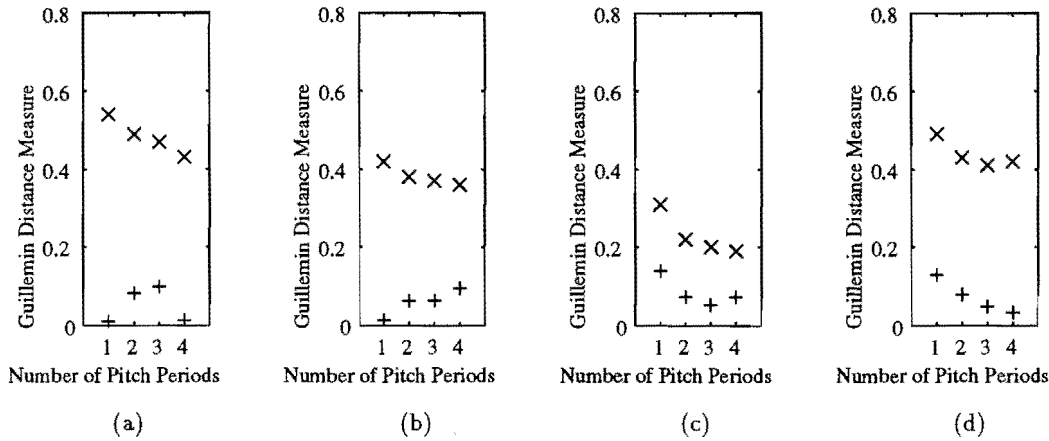 0.8
0.6
0.4
0.2
0
Guillemin Distance Measure
1 2 3 4
Number of Pitch Periods
(a)
0.8
0.6
0.4
0.2
0
Guillemin Distance Measure
1 2 3 4
Number of Pitch Periods
(b)
0.8
0.6
0.4
0.2
0
Guillemin Distance Measure
1 2 3 4
Number of Pitch Periods
(c)
0.8
0.6
0.4
0.2
0
Guillemin Distance Measure
1 2 3 4
Number of Pitch Periods
(d)